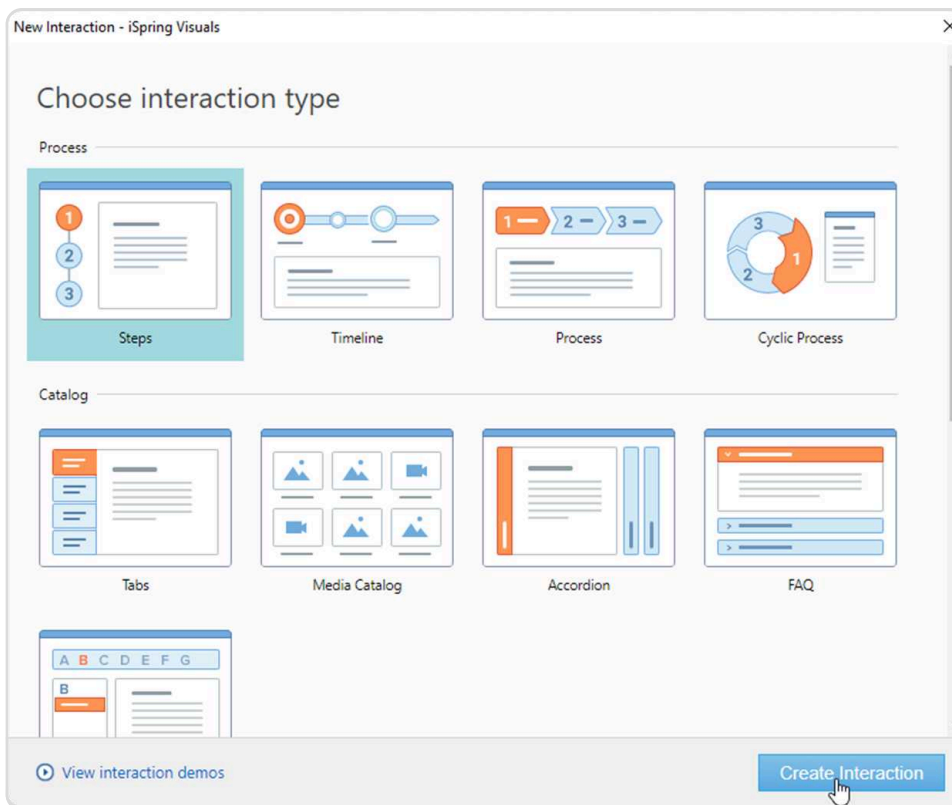 New Interaction - iSpring Visuals
Choose interaction type
Process
1
2
3
1
2
3
3
1
2
Steps
Timeline
Process
Cyclic Process
Catalog
Tabs
Media Catalog
Accordion
FAQ
A B C D E F G
B
View interaction demos
Create Interaction